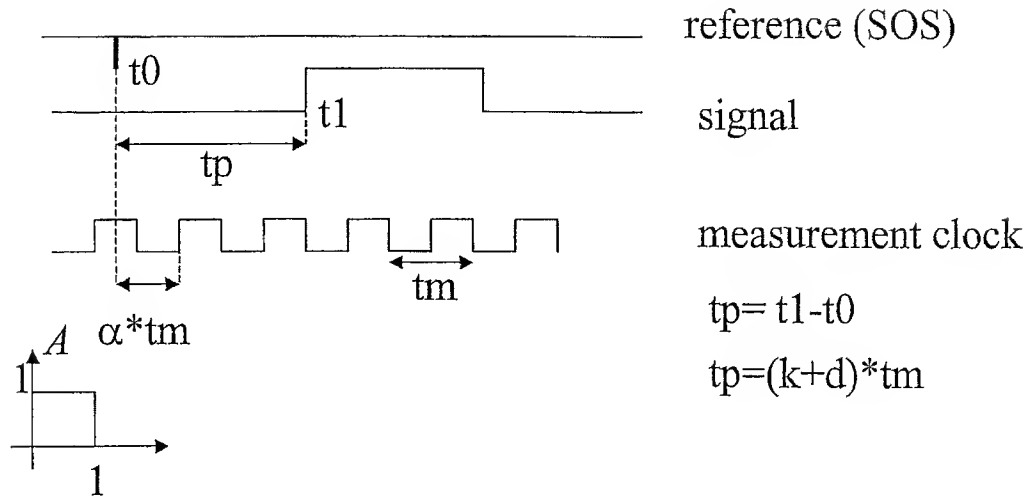 reference (SOS)
t0
t1
signal
tp
measurement clock
tm
α*tm
tp= t1-t0
A
1
tp=(k+d)*tm
1